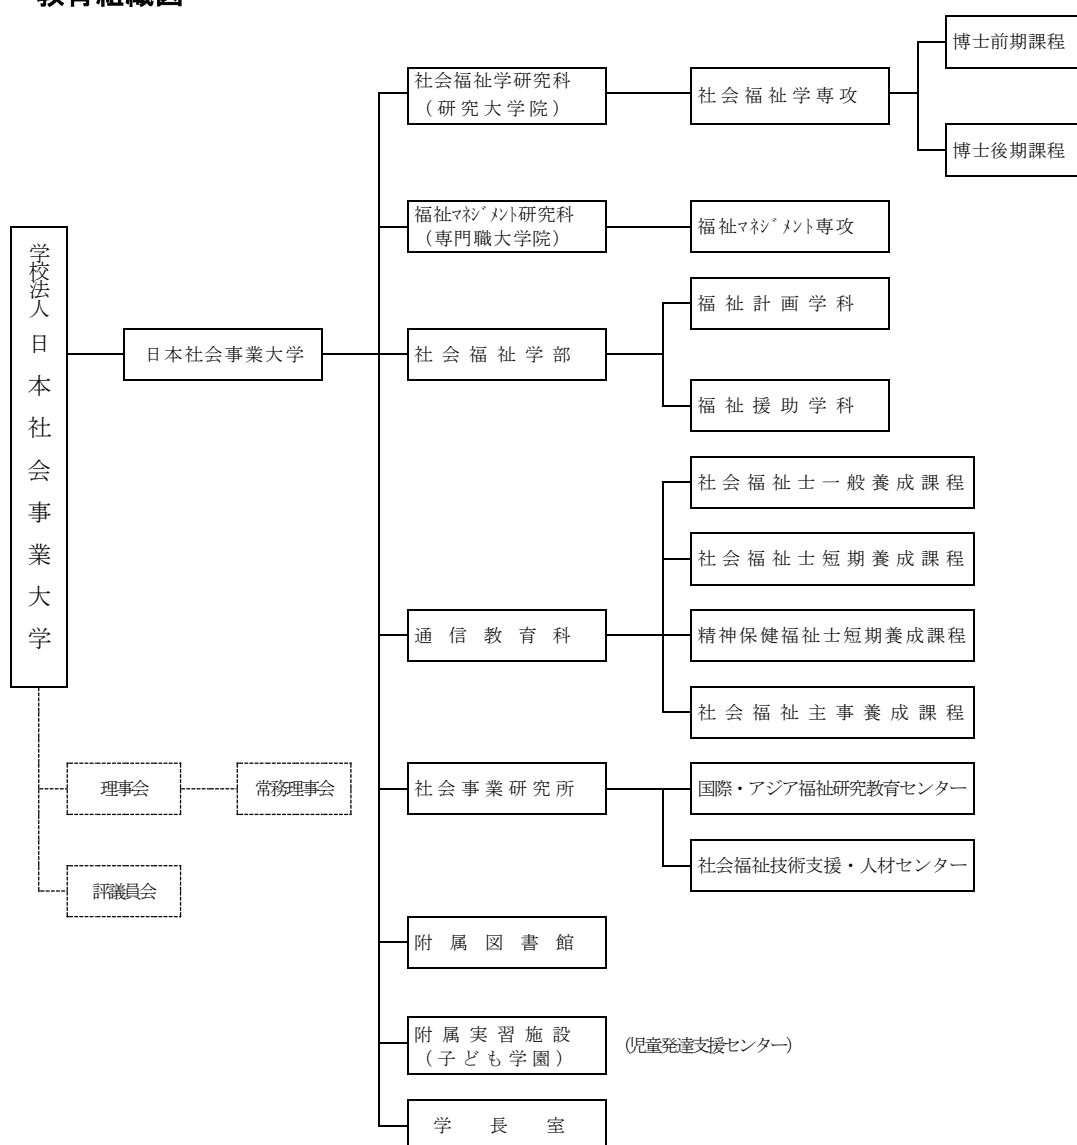 教育組織図
博士前期課程
社会福祉学研究科
（研究大学院）
社会福祉学専攻
博士後期課程
福祉ﾏﾈｼﾞﾒﾝﾄ研究科
（専門職大学院）
福祉ﾏﾈｼﾞﾒﾝﾄ専攻
学校法人日本社会事業大学
福祉計画学科
日本社会事業大学
社会福祉学部
福祉援助学科
社会福祉士一般養成課程
社会福祉士短期養成課程
通信教育科
精神保健福祉士短期養成課程
社会福祉主事養成課程
理事会
常務理事会
社会事業研究所
国際・アジア福祉研究教育センター
社会福祉技術支援・人材センター
評議員会
附属図書館
附属実習施設
（子ども学園）
(児童発達支援センター)
学長室